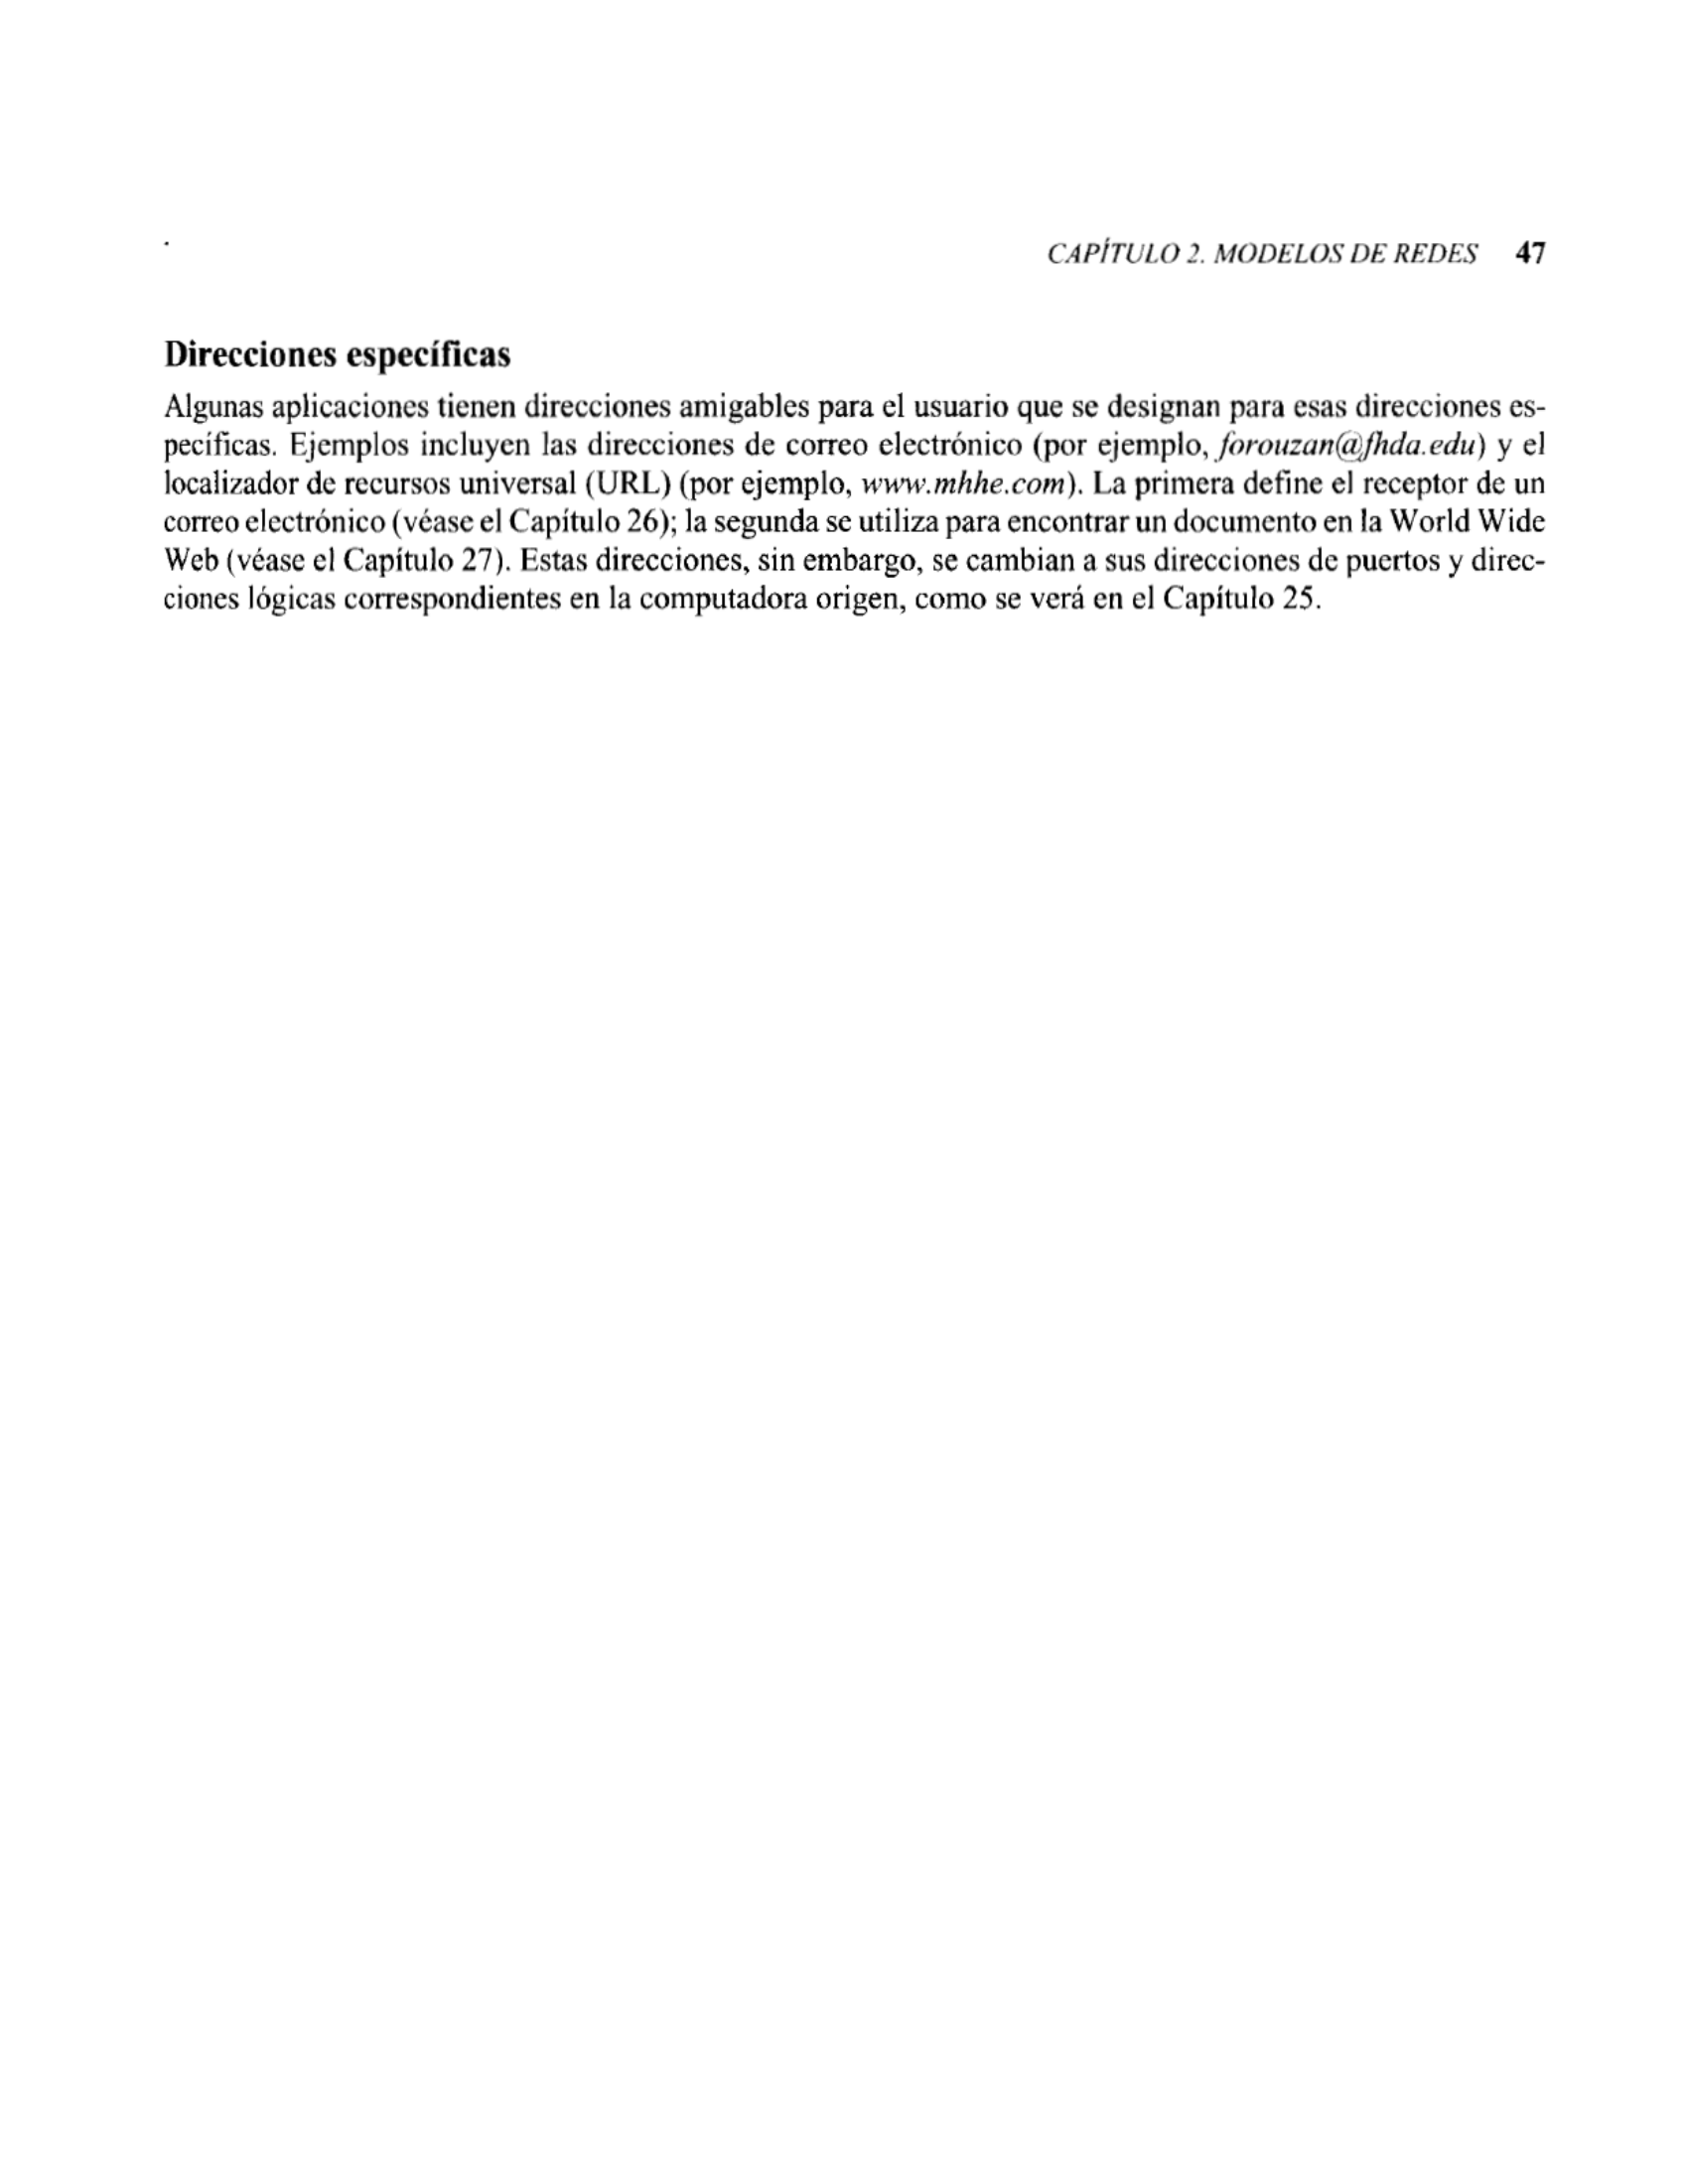 CAPÍTULO 2. MODELOS DE REDES 47
Direcciones específicas
Algunas aplicaciones tienen direcciones amigables para el usuario que se designan para esas direcciones es-
pecíficas. Ejemplos incluyen las direcciones de correo electrónico (por ejemplo, forouzan@fhda.edu) y el
localizador de recursos universal (URL) (por ejemplo, www.mhhe.com). La primera define el receptor de un
correo electrónico (véase el Capítulo 26); la segunda se utiliza para encontrar un documento en la World Wide
Web (véase el Capítulo 27). Estas direcciones, sin embargo, se cambian a sus direcciones de puertos y direc-
ciones lógicas correspondientes en la computadora origen, como se verá en el Capítulo 25.